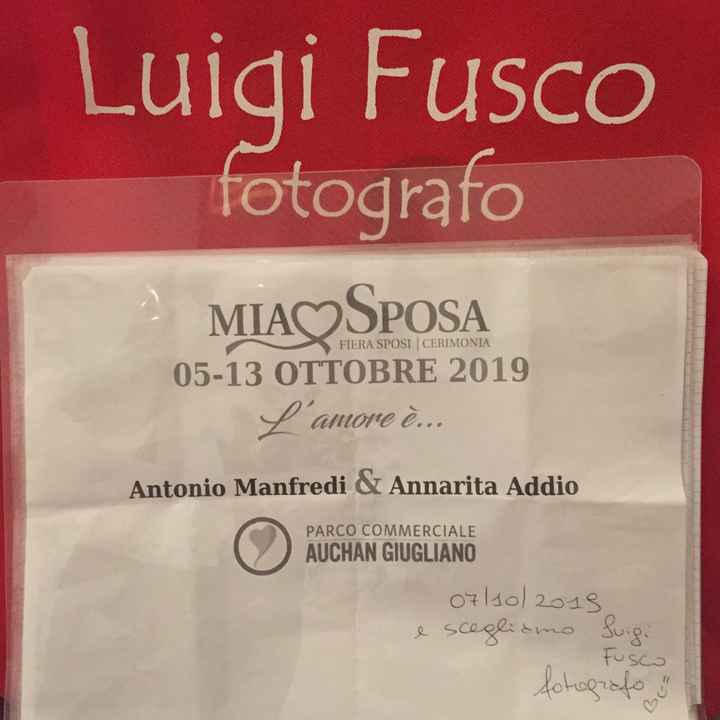 Luigi Fusco
fotografo
MIA SPOSA
FIERA SPOSI | CERIMONIA
05-13 OTTOBRE 2019
L'amore è...
Antonio Manfredi & Annarita Addio
PARCO COMMERCIALE
AUCHAN GIUGLIANO
07/10/2019
e scegliamo Luigi
Fusco
fotografo